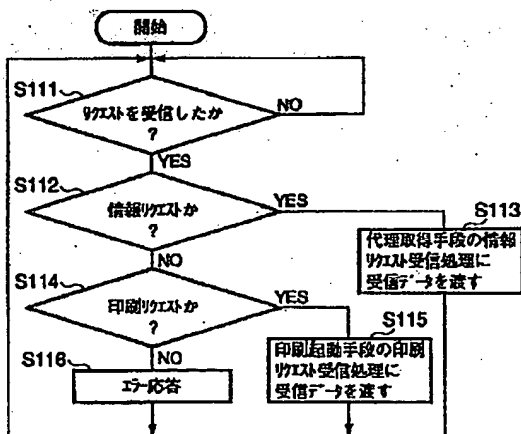 開始
S111
リクエストを受信したか
?
NO
YES
S112
情報リクエストか
?
YES
NO
S113
代理取得手段の情報
リクエスト受信処理に
受信データを渡す
S114
印刷リクエストか
?
YES
NO
S115
印刷起動手段の印刷
リクエスト受信処理に
受信データを渡す
S116
エラー応答